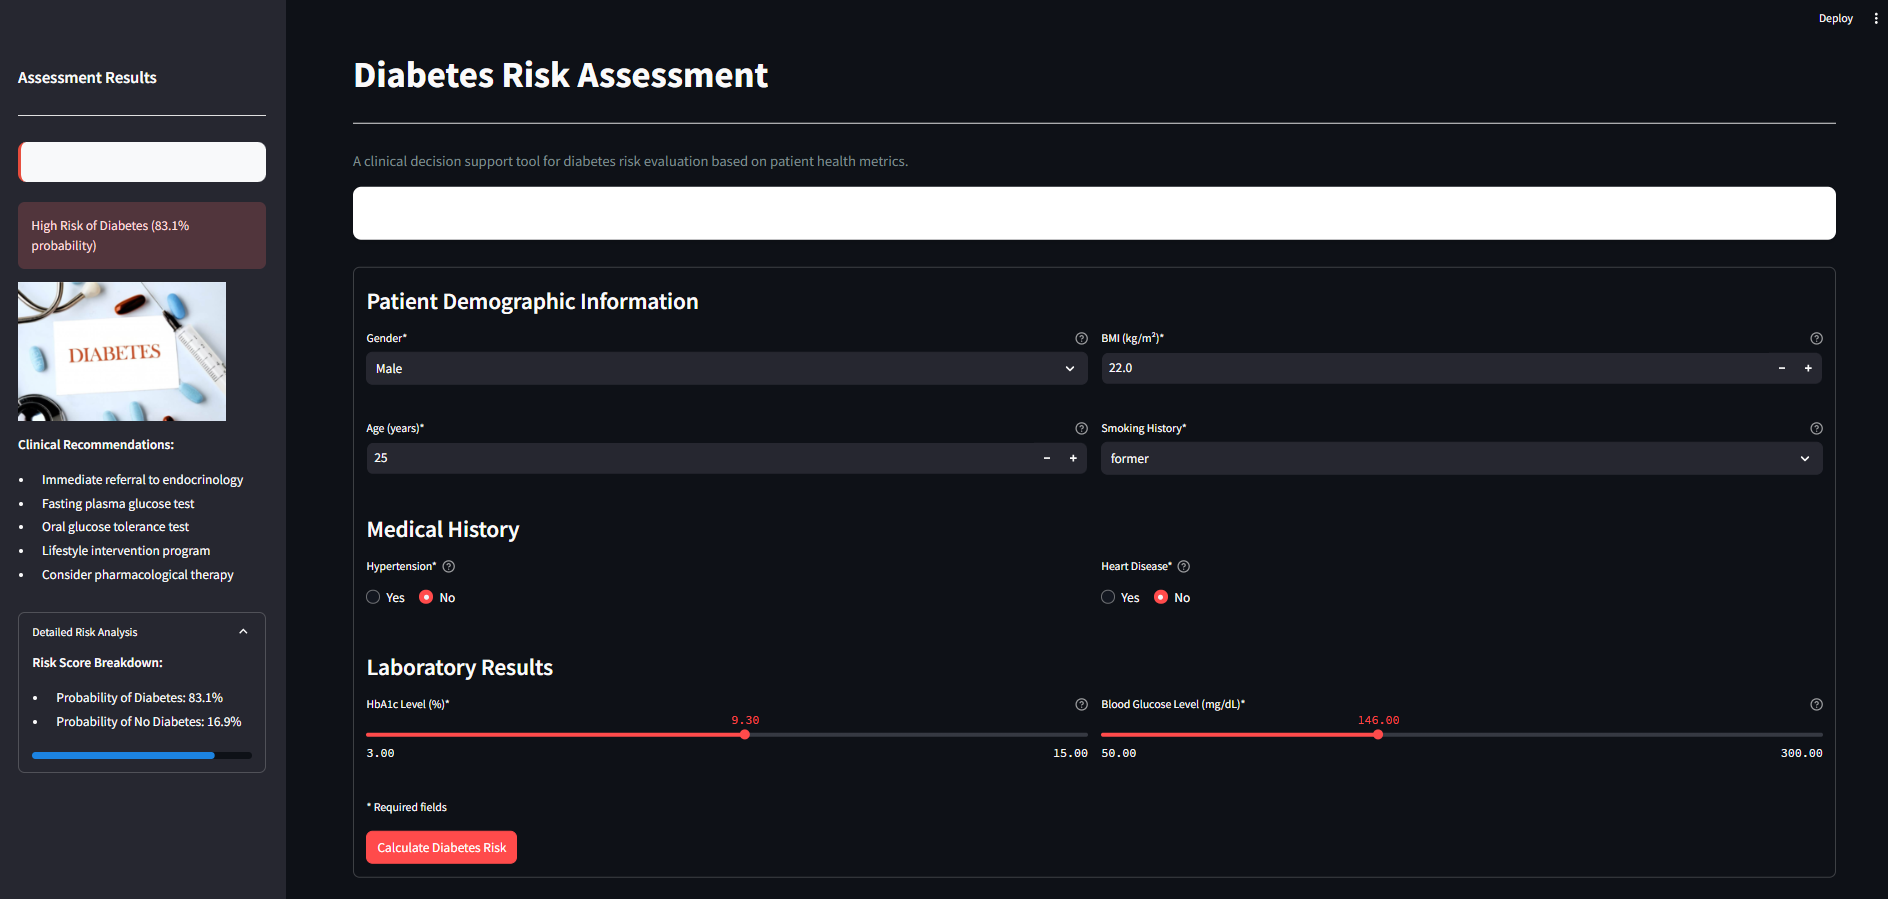 Deploy
Assessment Results
High Risk of Diabetes (83.1%
probability)
DIABETES
Clinical Recommendations:
• Immediate referral to endocrinology
• Fasting plasma glucose test
• Oral glucose tolerance test
• Lifestyle intervention program
• Consider pharmacological therapy
Detailed Risk Analysis
Risk Score Breakdown:
• Probability of Diabetes: 83.1%
• Probability of No Diabetes: 16.9%
Diabetes Risk Assessment
A clinical decision support tool for diabetes risk evaluation based on patient health metrics.
Patient Demographic Information
Gender*
Male
BMI (kg/m²)*
22.0
Age (years)*
25
Smoking History*
former
Medical History
Hypertension*
Yes No
Heart Disease*
Yes No
Laboratory Results
HbA1c Level (%)*
9.30
3.00 15.00
Blood Glucose Level (mg/dL)*
146.00
50.00 300.00
* Required fields
Calculate Diabetes Risk